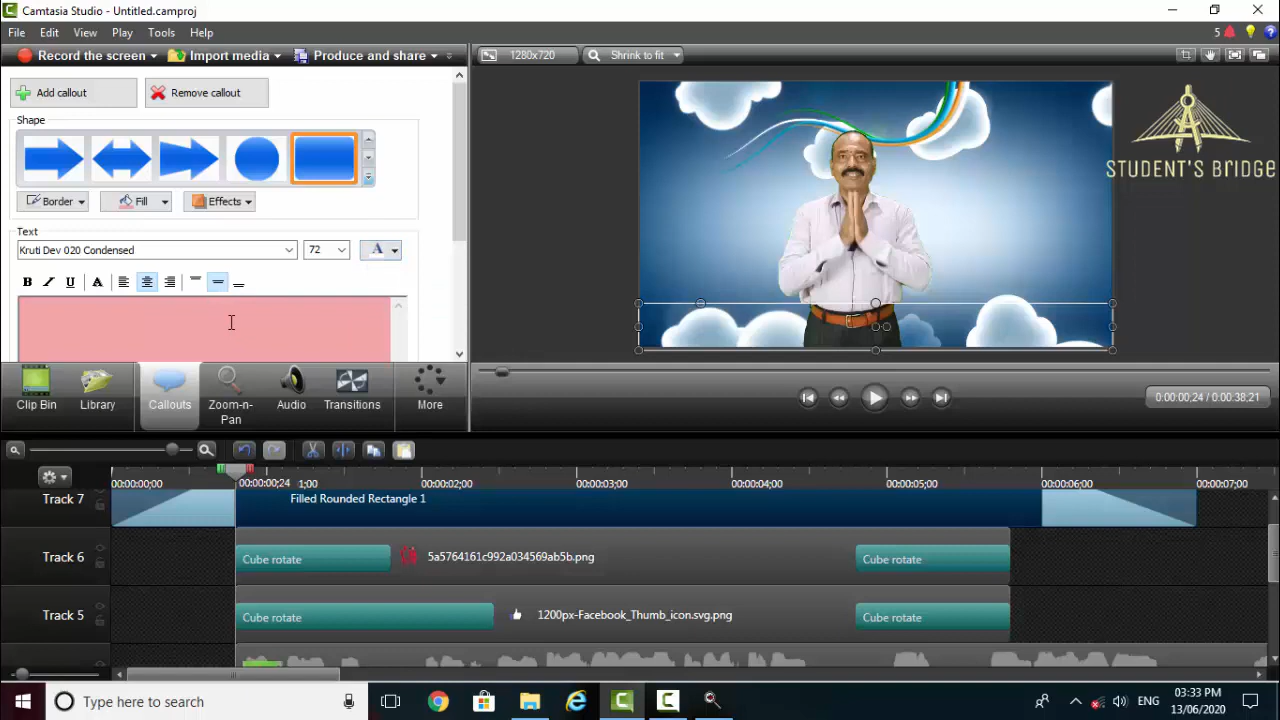 Camtasia Studio - Untitled.camproj
File Edit View Play Tools Help
Record the screen Import media Produce and share
1280x720 Shrink to fit 5
Add callout Remove callout
Shape
Border Fill Effects
Text
Kruti Dev 020 Condensed 72 A
B I U A
STUDENT'S BRIDGE
Clip Bin Library Callouts Zoom-n-Pan Audio Transitions More
0:00:00;24 / 0:00:38;21
00:00:00;00 00:00:00;24 1;00 00:00:02;00 00:00:03;00 00:00:04;00 00:00:05;00 00:00:06;00 00:00:07;00
Track 7 Filled Rounded Rectangle 1
Track 6 Cube rotate 5a5764161c992a034569ab5b.png Cube rotate
Track 5 Cube rotate 1200px-Facebook_Thumb_icon.svg.png Cube rotate
Type here to search ENG 03:33 PM
13/06/2020